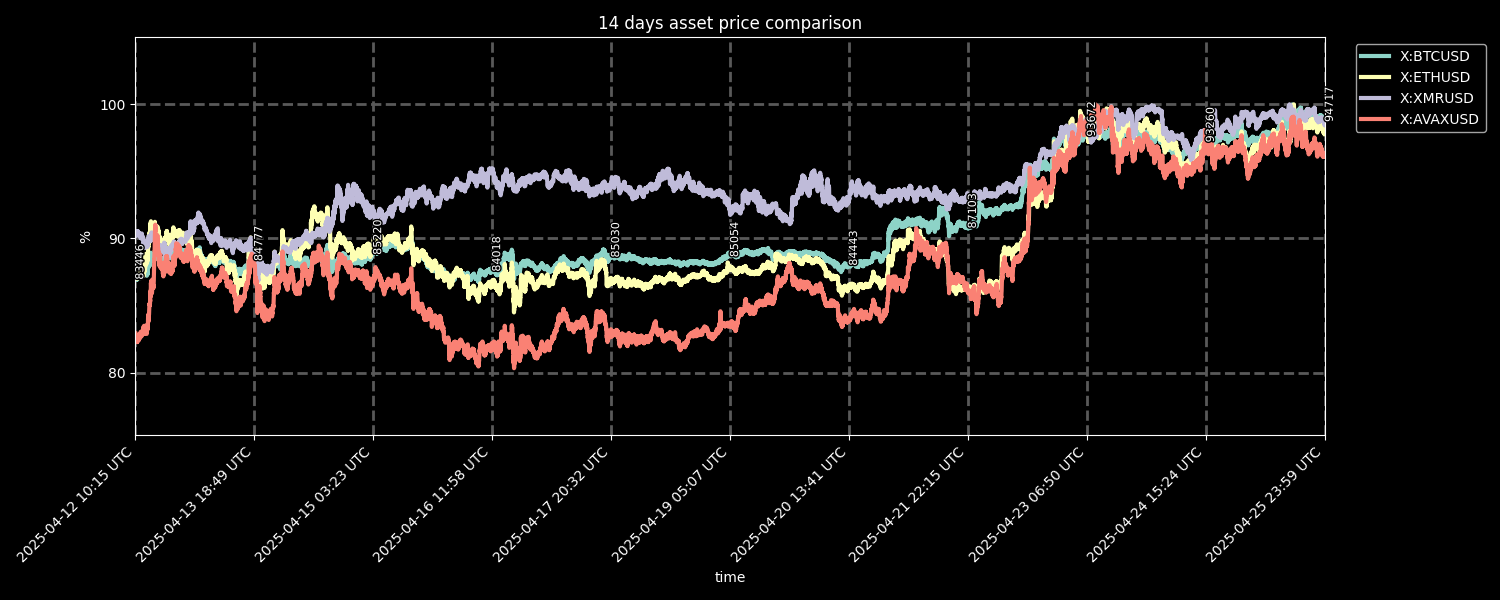 14 days asset price comparison
X:BTCUSD
X:ETHUSD
X:XMRUSD
X:AVAXUSD
%
100
90
80
83446
84777
85220
84018
85030
85054
84443
87103
93672
93260
94717
2025-04-12 10:15 UTC
2025-04-13 18:49 UTC
2025-04-15 03:23 UTC
2025-04-16 11:58 UTC
2025-04-17 20:32 UTC
2025-04-19 05:07 UTC
2025-04-20 13:41 UTC
2025-04-21 22:15 UTC
2025-04-23 06:50 UTC
2025-04-24 15:24 UTC
2025-04-25 23:59 UTC
time